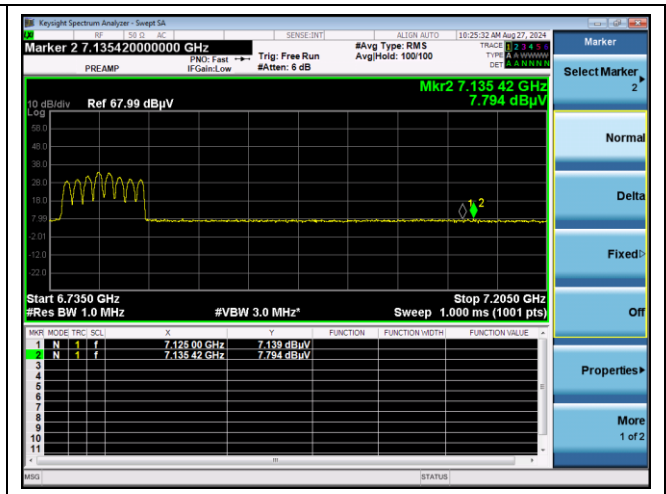 Keysight Spectrum Analyzer - Swept SA
RF 50 Ω AC SENSE:INT ALIGN AUTO 10:25:32 AM Aug 27, 2024
Marker 2 7.135420000000 GHz #Avg Type: RMS TRACE 1 2 3 4 5 6
PNO: Fast Trig: Free Run Avg|Hold: 100/100 TYPE A A WWWW
PREAMP IFGain:Low #Atten: 6 dB DET A A N N N N
Mkr2 7.135 42 GHz
10 dB/div Ref 67.99 dBµV 7.794 dBµV
Log
58.0
48.0
38.0
28.0
18.0
7.99
-2.01
-12.0
-22.0
1 2
Start 6.7350 GHz Stop 7.2050 GHz
#Res BW 1.0 MHz #VBW 3.0 MHz* Sweep 1.000 ms (1001 pts)
MKR MODE TRC SCL X Y FUNCTION FUNCTION WIDTH FUNCTION VALUE
1 N 1 f 7.125 00 GHz 7.139 dBµV
2 N 1 f 7.135 42 GHz 7.794 dBµV
3
4
5
6
7
8
9
10
11
MSG STATUS
Marker
Select Marker
2
Normal
Delta
Fixed
Off
Properties
More
1 of 2